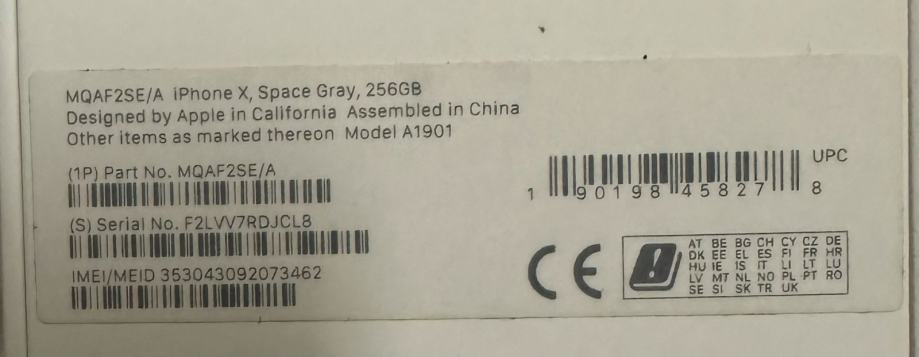 MQAF2SE/A iPhone X, Space Gray, 256GB
Designed by Apple in California Assembled in China
Other items as marked thereon Model A1901
(1P) Part No. MQAF2SE/A
(S) Serial No. F2LVV7RDJCL8
IMEI/MEID 353043092073462
UPC
1 90198 45827 8
CE
AT BE BG CH CY CZ DE
DK EE EL ES FI FR HR
HU IE IS IT LI LT LU
LV MT NL NO PL PT RO
SE SI SK TR UK